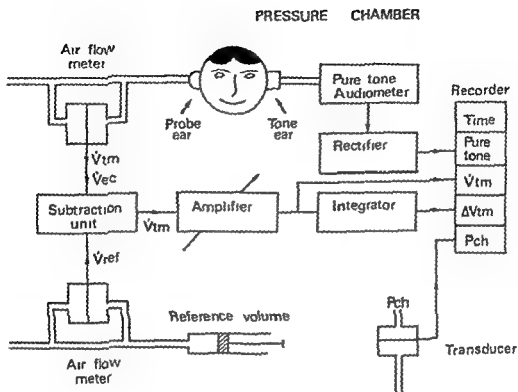 PRESSURE CHAMBER
Air flow
meter
Probe
ear
Tone
ear
Pure tone
Audiometer
Rectifier
Recorder
Time
Pure
tone
V̇tm
ΔVtm
Pch
V̇tm
V̇ec
Subtraction
unit
V̇tm
Amplifier
Integrator
V̇ref
Reference volume
Air flow
meter
Pch
Transducer